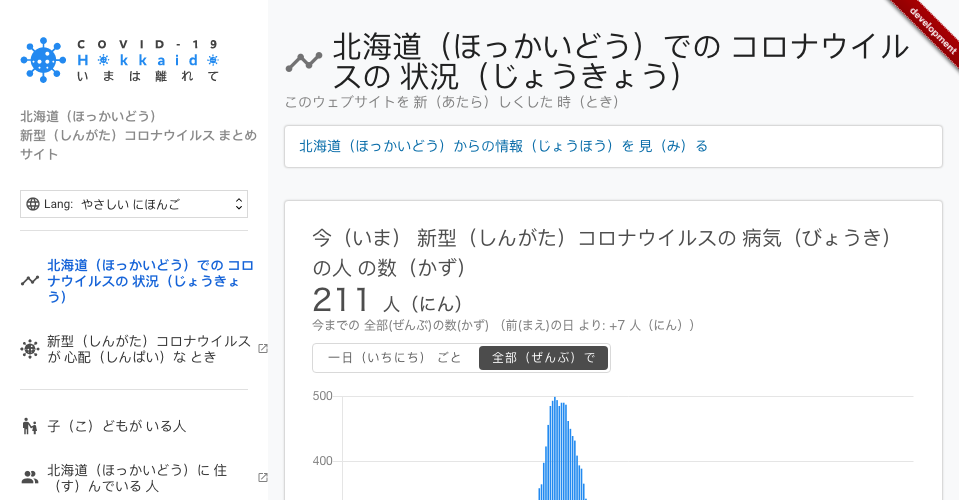 COVID-19
Hokkaido
いまは離れて
北海道（ほっかいどう）
新型（しんがた）コロナウイルス まとめ
サイト
Lang: やさしい にほんご
北海道（ほっかいどう）での コロ
ナウイルスの 状況（じょうきょ
う）
新型（しんがた）コロナウイルス
が 心配（しんぱい）な とき
子（こ）どもが いる人
北海道（ほっかいどう）に 住
（す）んでいる 人
development
北海道（ほっかいどう）での コロナウイル
スの 状況（じょうきょう）
このウェブサイトを 新（あたら）しくした 時（とき）
北海道（ほっかいどう）からの情報（じょうほう）を 見（み）る
今（いま） 新型（しんがた）コロナウイルスの 病気（びょうき）
の人 の数（かず）
211 人（にん）
今までの 全部(ぜんぶ)の数(かず) （前(まえ)の日 より: +7 人（にん））
一日（いちにち） ごと
全部（ぜんぶ）で
500
400